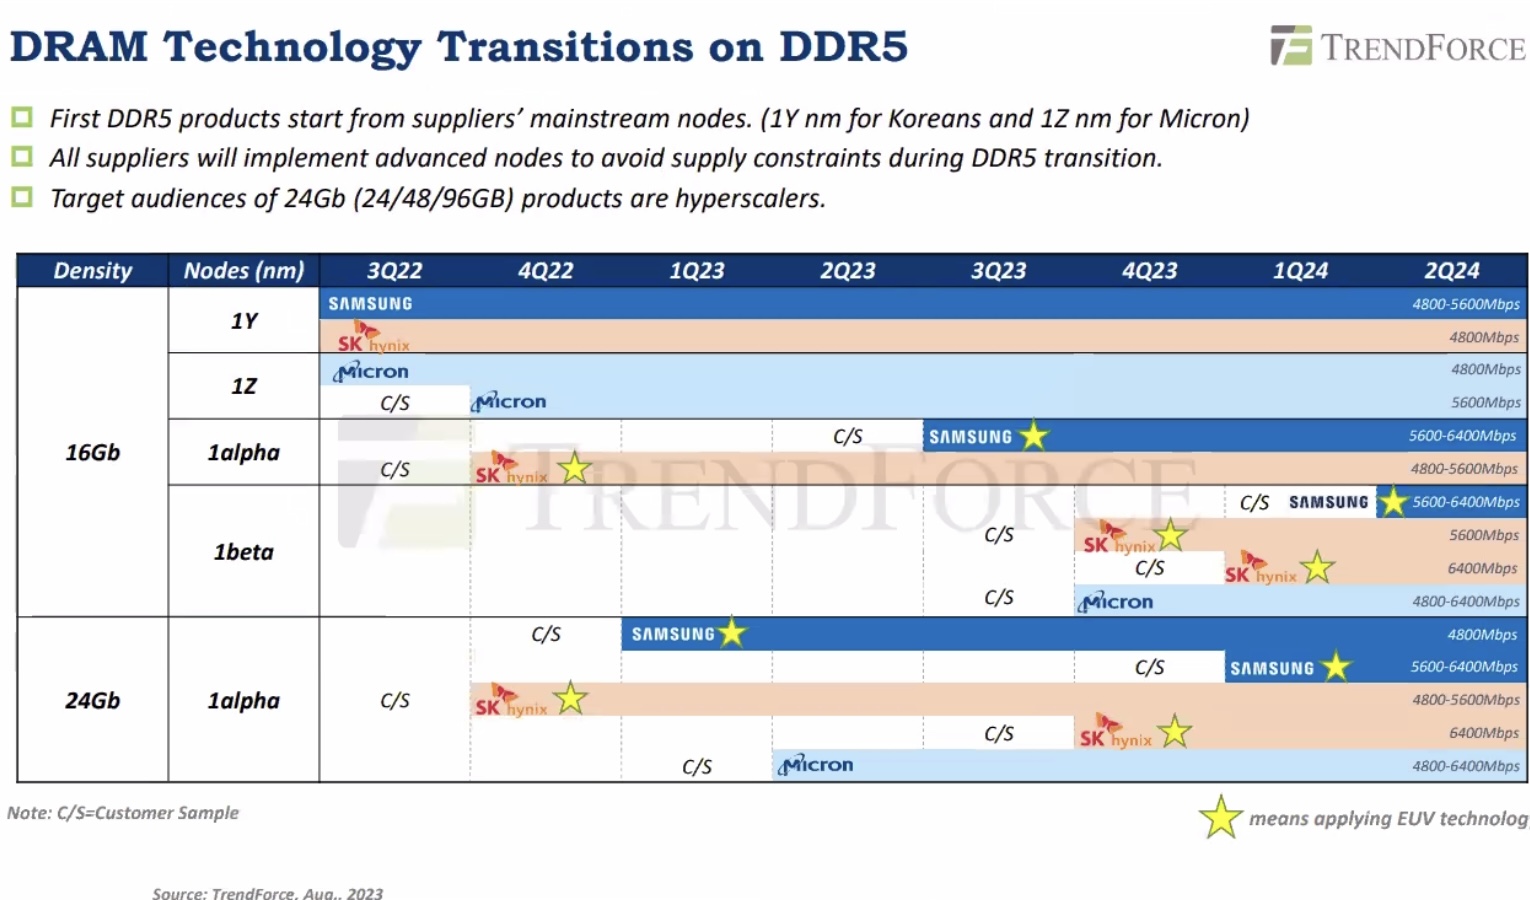 DRAM Technology Transitions on DDR5
TRENDFORCE
First DDR5 products start from suppliers' mainstream nodes. (1Y nm for Koreans and 1Z nm for Micron)
All suppliers will implement advanced nodes to avoid supply constraints during DDR5 transition.
Target audiences of 24Gb (24/48/96GB) products are hyperscalers.
Density Nodes (nm) 3Q22 4Q22 1Q23 2Q23 3Q23 4Q23 1Q24 2Q24
SAMSUNG 4800-5600Mbps
1Y
SK hynix 4800Mbps
Micron 4800Mbps
1Z
C/S Micron 5600Mbps
C/S SAMSUNG 5600-6400Mbps
16Gb 1alpha
C/S SK hynix 4800-5600Mbps
TRENDFORCE
C/S SAMSUNG 5600-6400Mbps
C/S SK hynix 5600Mbps
1beta
C/S SK hynix 6400Mbps
C/S Micron 4800-6400Mbps
C/S SAMSUNG 4800Mbps
C/S SAMSUNG 5600-6400Mbps
24Gb 1alpha C/S SK hynix 4800-5600Mbps
C/S SK hynix 6400Mbps
C/S Micron 4800-6400Mbps
Note: C/S=Customer Sample
means applying EUV technolog
Source: TrendForce, Aug., 2023